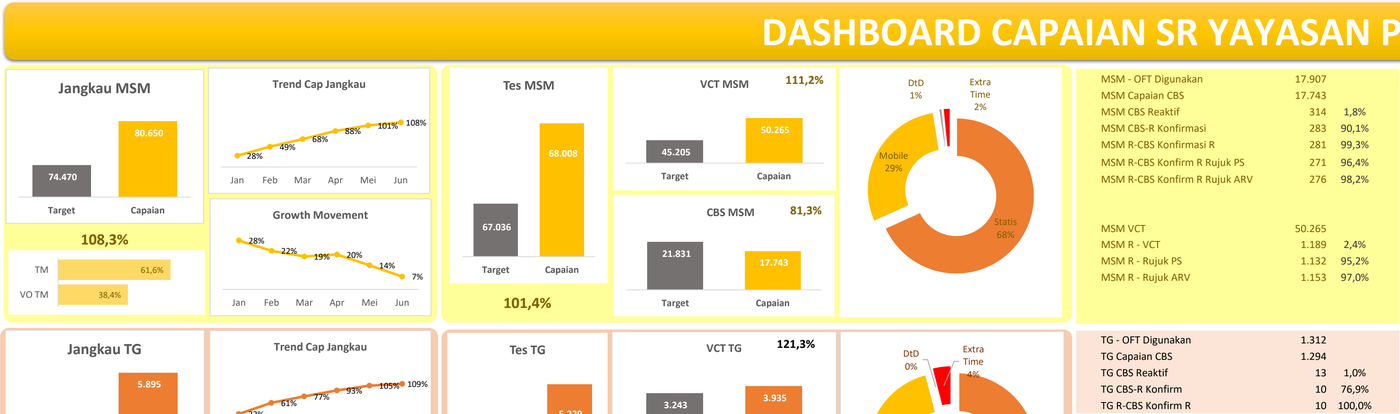 DASHBOARD CAPAIAN SR YAYASAN P
Jangkau MSM
80.650
74.470
Target Capaian
108,3%
TM 61,6%
VO TM 38,4%
Trend Cap Jangkau
28% 49% 68% 88% 101% 108%
Jan Feb Mar Apr Mei Jun
Growth Movement
28% 22% 19% 20% 14% 7%
Jan Feb Mar Apr Mei Jun
Tes MSM
68.008
67.036
Target Capaian
101,4%
VCT MSM 111,2%
45.205 50.265
Target Capaian
CBS MSM 81,3%
21.831 17.743
Target Capaian
DtD
1%
Extra
Time
2%
Mobile
29%
Statis
68%
MSM - OFT Digunakan 17.907
MSM Capaian CBS 17.743
MSM CBS Reaktif 314 1,8%
MSM CBS-R Konfirmasi 283 90,1%
MSM R-CBS Konfirmasi R 281 99,3%
MSM R-CBS Konfirm R Rujuk PS 271 96,4%
MSM R-CBS Konfirm R Rujuk ARV 276 98,2%
MSM VCT 50.265
MSM R - VCT 1.189 2,4%
MSM R - Rujuk PS 1.132 95,2%
MSM R - Rujuk ARV 1.153 97,0%
Jangkau TG
5.895
Trend Cap Jangkau
61% 77% 93% 105% 109%
Tes TG
VCT TG 121,3%
3.243 3.935
DtD
0%
Extra
Time
4%
TG - OFT Digunakan 1.312
TG Capaian CBS 1.294
TG CBS Reaktif 13 1,0%
TG CBS-R Konfirm 10 76,9%
TG R-CBS Konfirm R 10 100,0%